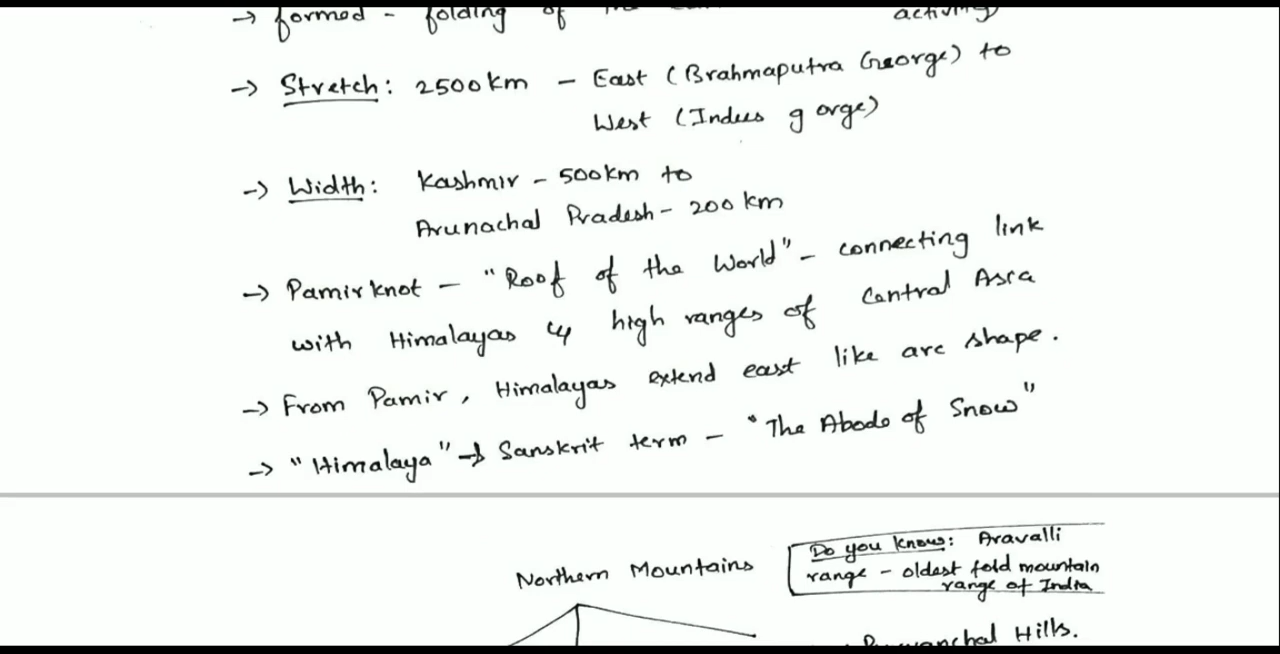 → formed - folding of the
activity
→ Stretch: 2500km - East (Brahmaputra George) to
West (Indus gorge)
→ Width: Kashmir - 500km to
Arunachal Pradesh - 200 km
→ Pamir knot - "Roof of the World" - connecting link
with Himalayas & high ranges of Central Asia
→ From Pamir, Himalayas extend east like arc shape.
→ "Himalaya" → Sanskrit term - "The Abode of Snow"
Northern Mountains
Do you know: Aravalli
range - oldest fold mountain
range of India
Hills.